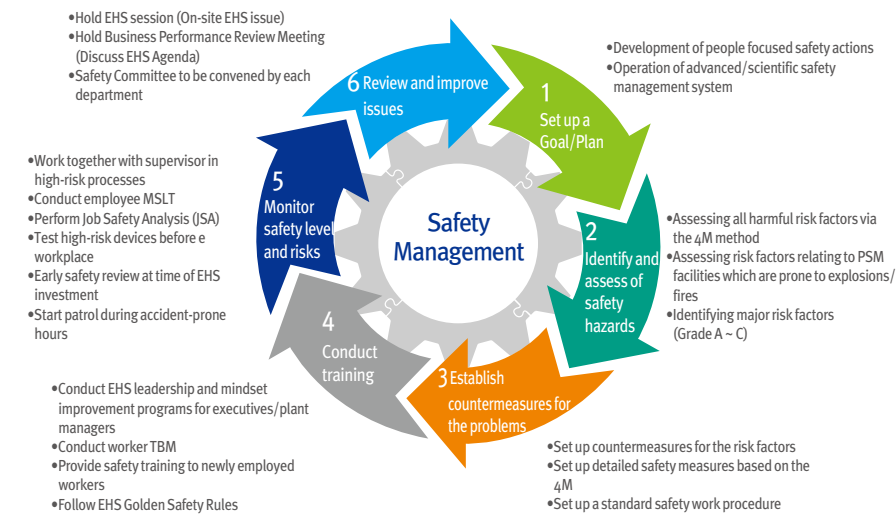 •Hold EHS session (On-site EHS issue)
•Hold Business Performance Review Meeting
(Discuss EHS Agenda)
•Safety Committee to be convened by each
department
6 Review and improve
issues
1
Set up a
Goal/Plan
•Development of people focused safety actions
•Operation of advanced/scientific safety
management system
•Work together with supervisor in
high-risk processes
•Conduct employee MSLT
•Perform Job Safety Analysis (JSA)
•Test high-risk devices before e
workplace
•Early safety review at time of EHS
investment
•Start patrol during accident-prone
hours
5
Monitor
safety level
and risks
Safety
Management
2
Identify and
assess of
safety
hazards
•Assessing all harmful risk factors via
the 4M method
•Assessing risk factors relating to PSM
facilities which are prone to explosions/
fires
•Identifying major risk factors
(Grade A ~ C)
4
Conduct
training
3 Establish
countermeasures for
the problems
•Conduct EHS leadership and mindset
improvement programs for executives/plant
managers
•Conduct worker TBM
•Provide safety training to newly employed
workers
•Follow EHS Golden Safety Rules
•Set up countermeasures for the risk factors
•Set up detailed safety measures based on the
4M
•Set up a standard safety work procedure